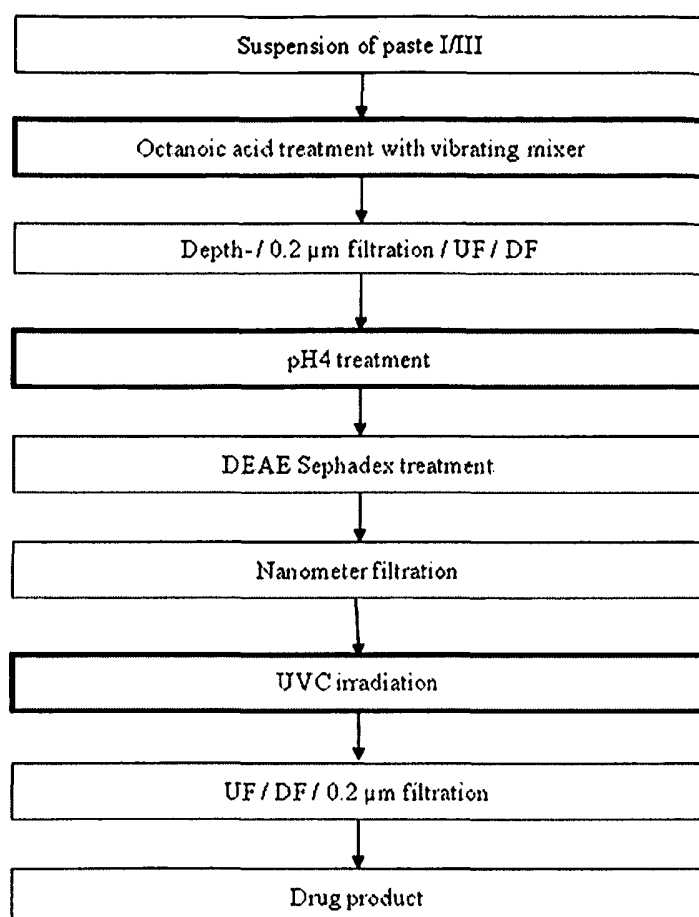 Suspension of paste I/III
Octanoic acid treatment with vibrating mixer
Depth- / 0.2 µm filtration / UF / DF
pH4 treatment
DEAE Sephadex treatment
Nanometer filtration
UVC irradiation
UF / DF / 0.2 µm filtration
Drug product